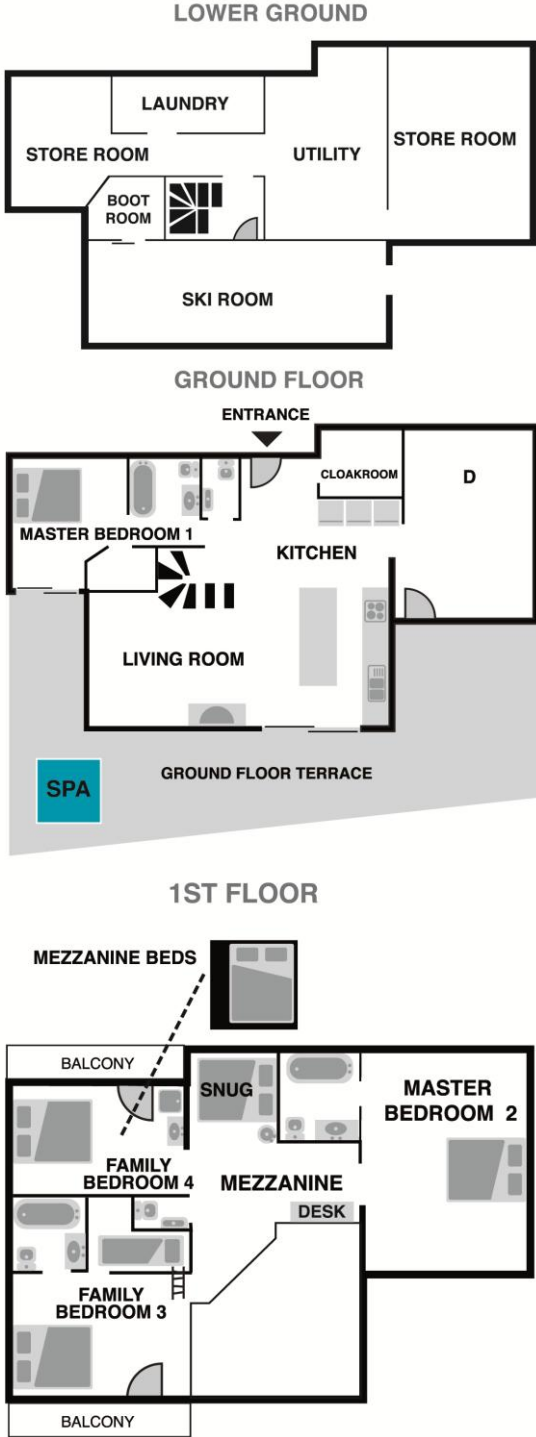 LOWER GROUND
LAUNDRY
STORE ROOM
UTILITY
STORE ROOM
BOOT
ROOM
SKI ROOM
GROUND FLOOR
ENTRANCE
CLOAKROOM
D
MASTER BEDROOM 1
KITCHEN
LIVING ROOM
SPA
GROUND FLOOR TERRACE
1ST FLOOR
MEZZANINE BEDS
BALCONY
SNUG
MASTER
BEDROOM 2
FAMILY
BEDROOM 4
MEZZANINE
DESK
FAMILY
BEDROOM 3
BALCONY